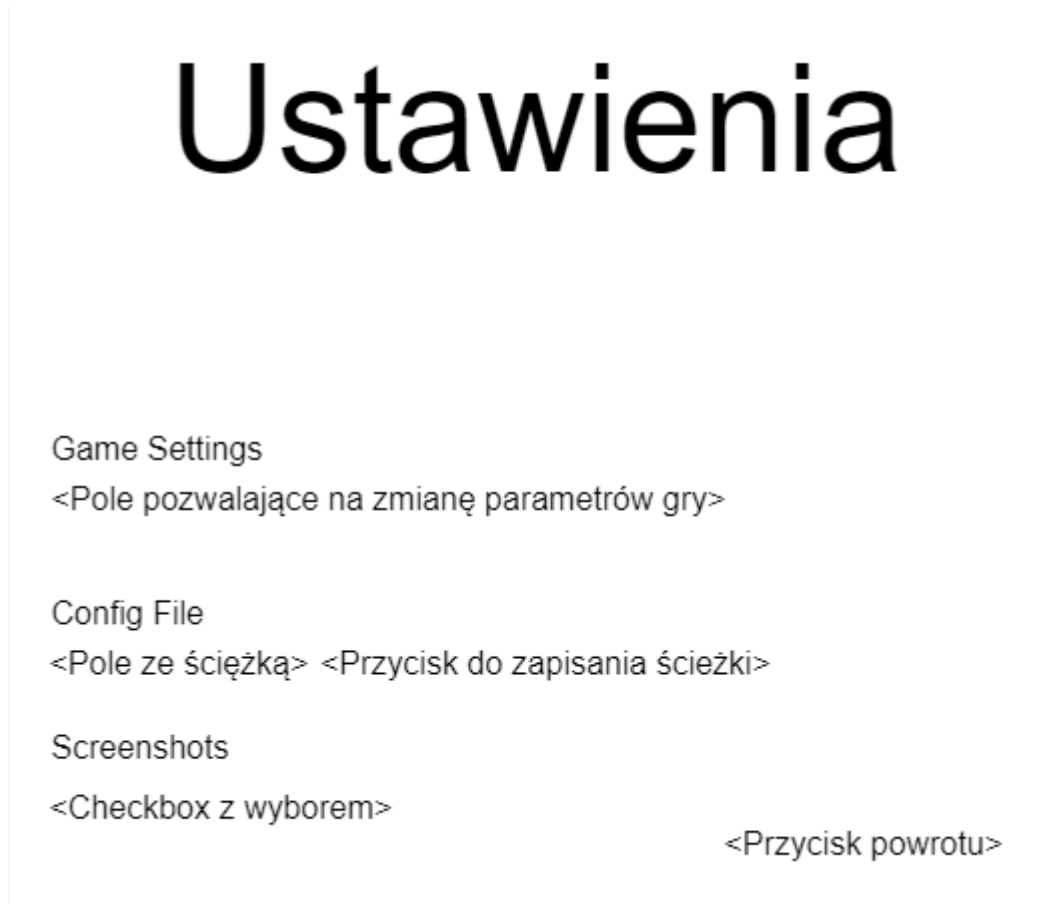 Ustawienia
Game Settings
<Pole pozwalające na zmianę parametrów gry>
Config File
<Pole ze ściężką> <Przycisk do zapisania ścieżki>
Screenshots
<Checkbox z wyborem>
<Przycisk powrotu>